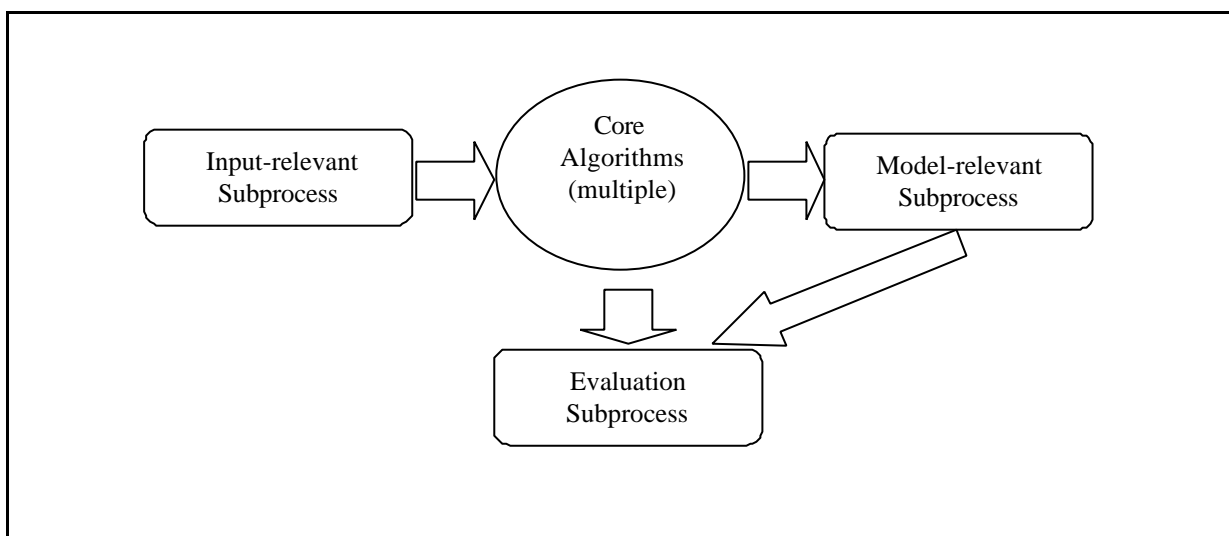 Input-relevant
Subprocess
Core
Algorithms
(multiple)
Model-relevant
Subprocess
Evaluation
Subprocess